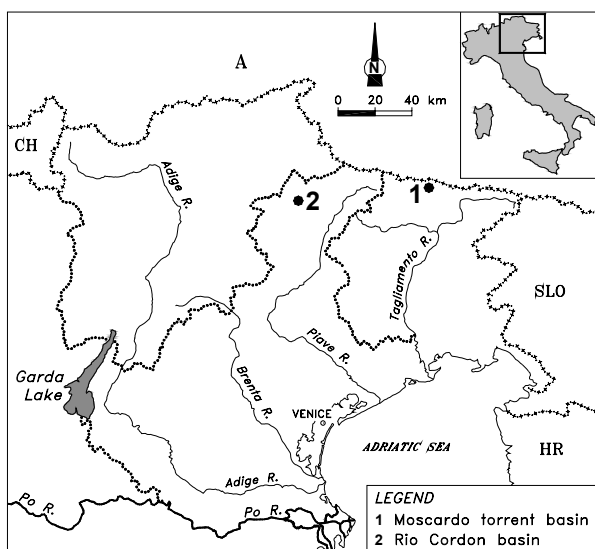 A
N
0 20 40 km
CH
Adige R.
2
1
Tagliamento R.
SLO
Piave R.
Garda
Lake
Brenta R.
VENICE
ADRIATIC SEA
HR
Adige R.
Po R.
Po R.
LEGEND
1 Moscardo torrent basin
2 Rio Cordon basin